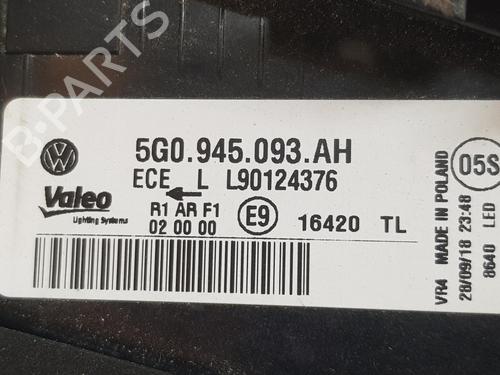 B-PARTS
5G0.945.093.AH
ECE L L90124376
VW
Valeo
Lighting Systems
R1 AR F1
02 00 00
E9
16420 TL
05S
VR4 MADE IN POLAND
28/09/18 23:48
8640 LED